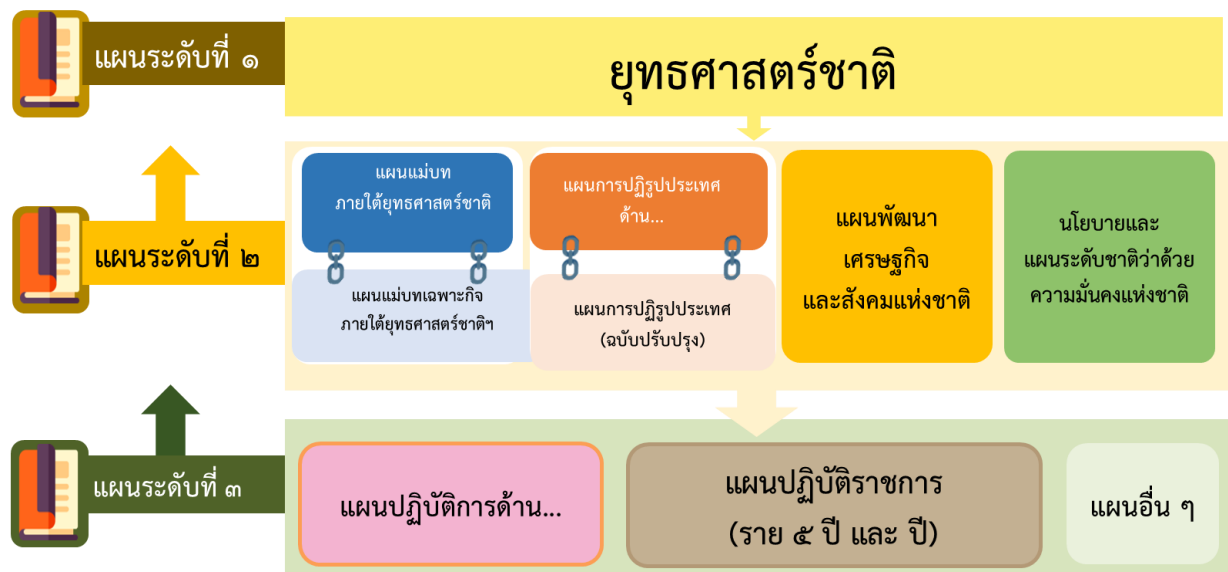 แผนระดับที่ ๑
ยุทธศาสตร์ชาติ
แผนระดับที่ ๒
แผนแม่บท
ภายใต้ยุทธศาสตร์ชาติ
แผนแม่บทเฉพาะกิจ
ภายใต้ยุทธศาสตร์ชาติฯ
แผนการปฏิรูปประเทศ
ด้าน...
แผนการปฏิรูปประเทศ
(ฉบับปรับปรุง)
แผนพัฒนา
เศรษฐกิจ
และสังคมแห่งชาติ
นโยบายและ
แผนระดับชาติว่าด้วย
ความมั่นคงแห่งชาติ
แผนระดับที่ ๓
แผนปฏิบัติการด้าน...
แผนปฏิบัติราชการ
(ราย ๕ ปี และ ปี)
แผนอื่น ๆ